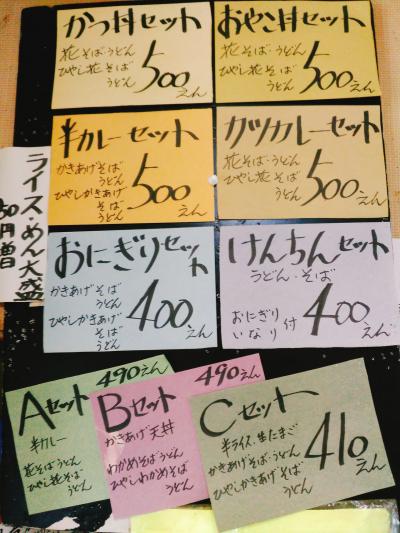 かつ丼セット
花そばうどん
ひやし花そば
うどん
500
えん
おやこ丼セット
花そば・うどん
ひやし花そば
うどん
500
えん
半カレーセット
かきあげそば
うどん
ひやしかきあげ
そば
うどん
500
えん
カツカレーセット
花そば・うどん
ひやし花そば
うどん
500
えん
ライス・めん大盛
50円増
おにぎりセット
かきあげそば
うどん
ひやしかきあげ
そば
うどん
400
えん
けんちんセット
うどん・そば
おにぎり
いなり
付
400
えん
490えん
Aセット
半カレー
花そばうどん
ひやし花そば
うどん
490えん
Bセット
かきあげ天丼
わかめそばうどん
ひやしわかめそば
うどん
Cセット
半ライス・生たまご
かきあげそば・うどん
ひやしかきあげそば
うどん
410
えん